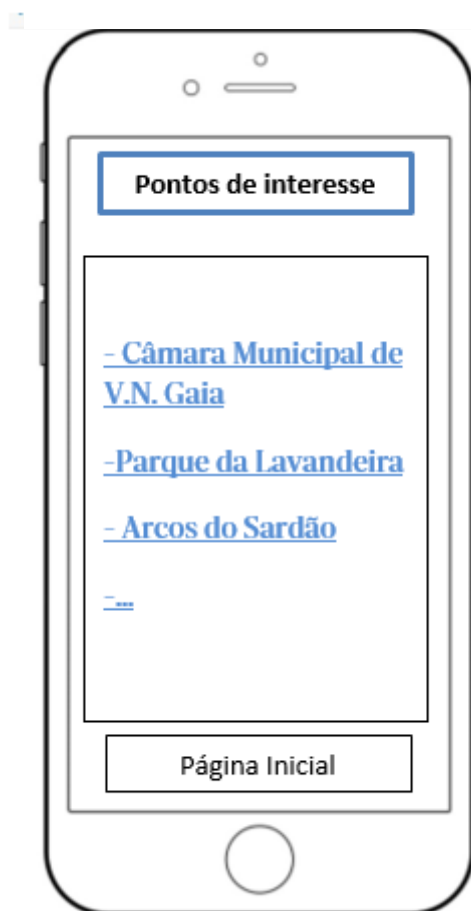 Pontos de interesse
- Câmara Municipal de
V.N. Gaia
-Parque da Lavandeira
- Arcos do Sardão
-...
Página Inicial